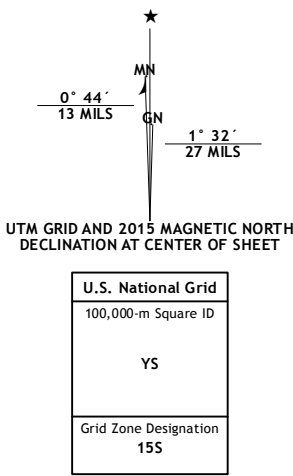 MN
0° 44´
13 MILS
GN
1° 32´
27 MILS
UTM GRID AND 2015 MAGNETIC NORTH
DECLINATION AT CENTER OF SHEET
U.S. National Grid
100,000-m Square ID
YS
Grid Zone Designation
15S